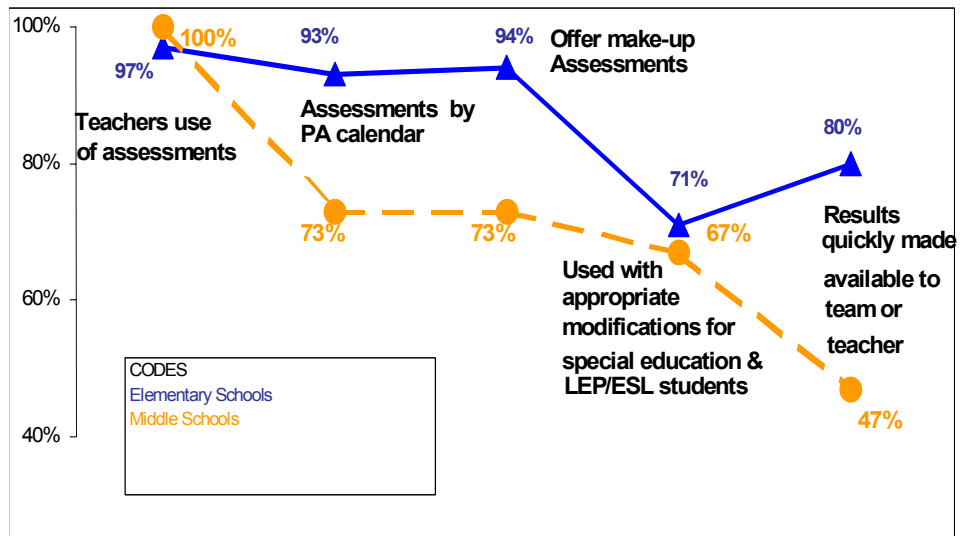 100%
100%
97%
93%
94%
Offer make-up
Assessments
Teachers use
of assessments
Assessments by
PA calendar
80%
80%
71%
73%
73%
67%
Results
quickly made
available to
team or
teacher
Used with
appropriate
modifications for
special education &
LEP/ESL students
60%
CODES
Elementary Schools
Middle Schools
40%
47%